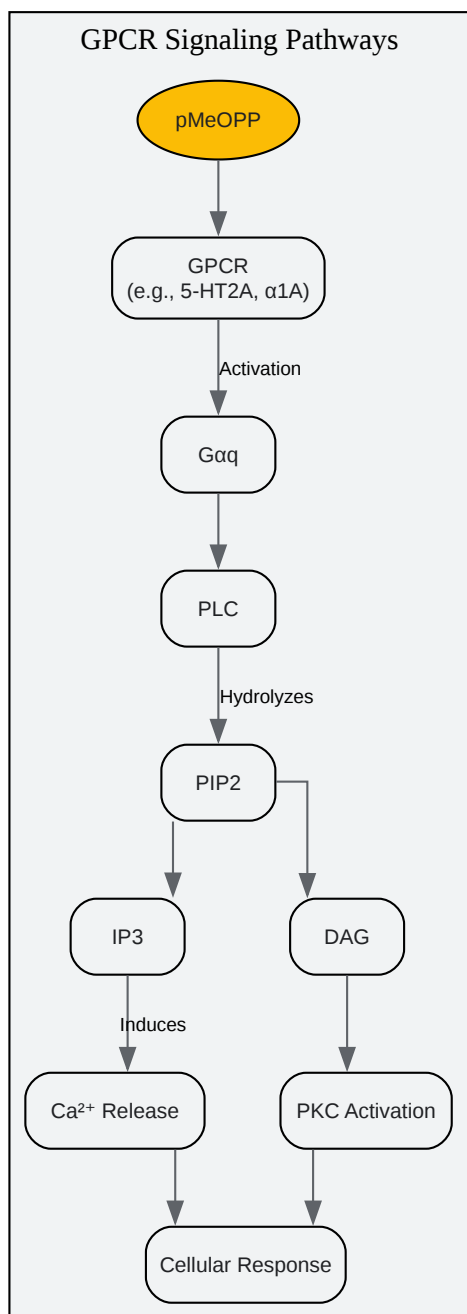 GPCR Signaling Pathways
pMeOPP
GPCR
(e.g., 5-HT2A, α1A)
Activation
Gαq
PLC
Hydrolyzes
PIP2
IP3
DAG
Induces
Ca²⁺ Release
PKC Activation
Cellular Response